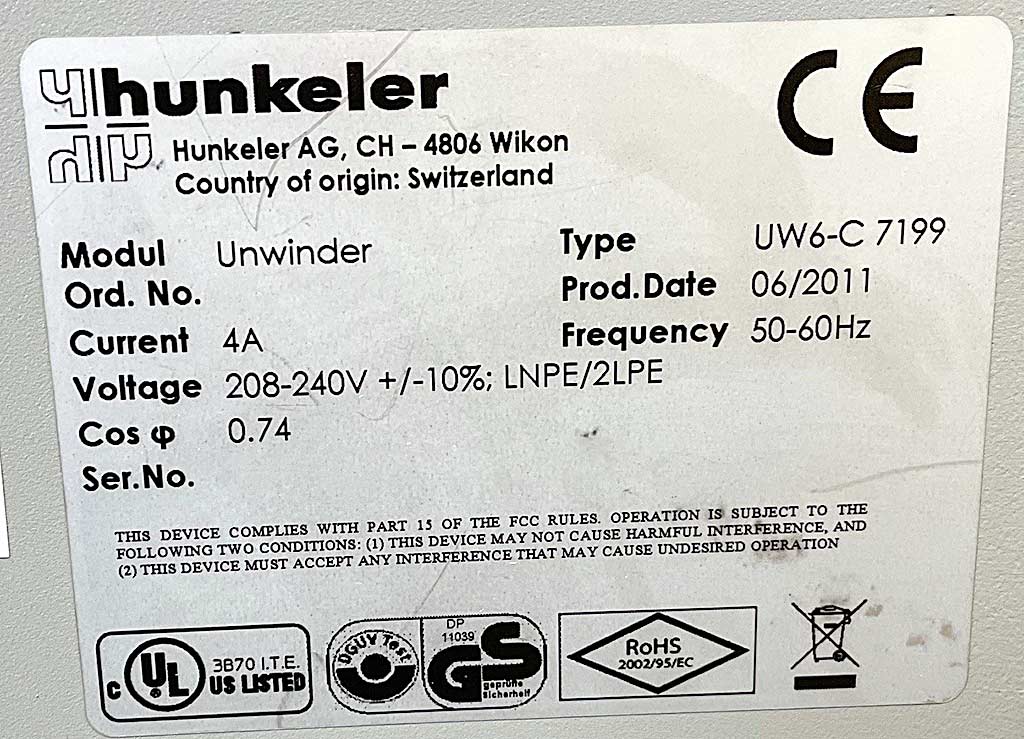 hunkeler
Hunkeler AG, CH – 4806 Wikon
Country of origin: Switzerland
CE
Modul Unwinder
Type UW6-C 7199
Ord. No.
Prod.Date 06/2011
Current 4A
Frequency 50-60Hz
Voltage 208-240V +/-10%; LNPE/2LPE
Cos φ 0.74
Ser.No.
THIS DEVICE COMPLIES WITH PART 15 OF THE FCC RULES. OPERATION IS SUBJECT TO THE
FOLLOWING TWO CONDITIONS: (1) THIS DEVICE MAY NOT CAUSE HARMFUL INTERFERENCE, AND
(2) THIS DEVICE MUST ACCEPT ANY INTERFERENCE THAT MAY CAUSE UNDESIRED OPERATION
C UL
3B70 I.T.E.
US LISTED
DGUV Test
DP
11039
GS
geprüfte
Sicherheit
RoHS
2002/95/EC